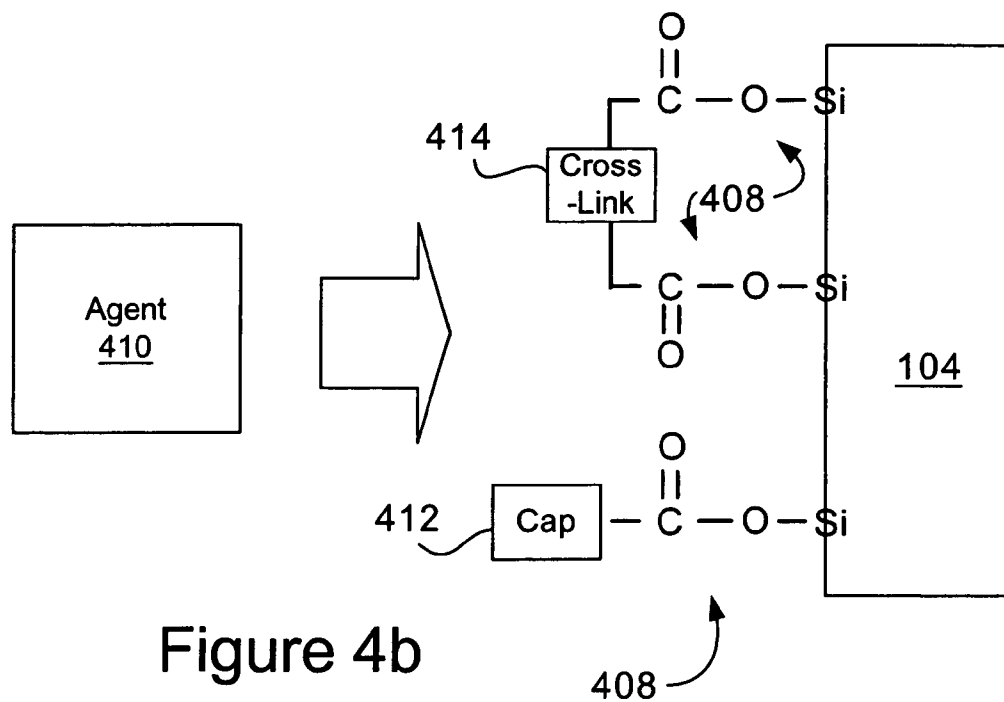 O
C O Si
414
Cross
-Link
408
C O Si
O
Agent
410
104
O
412
Cap C O Si
Figure 4b
408